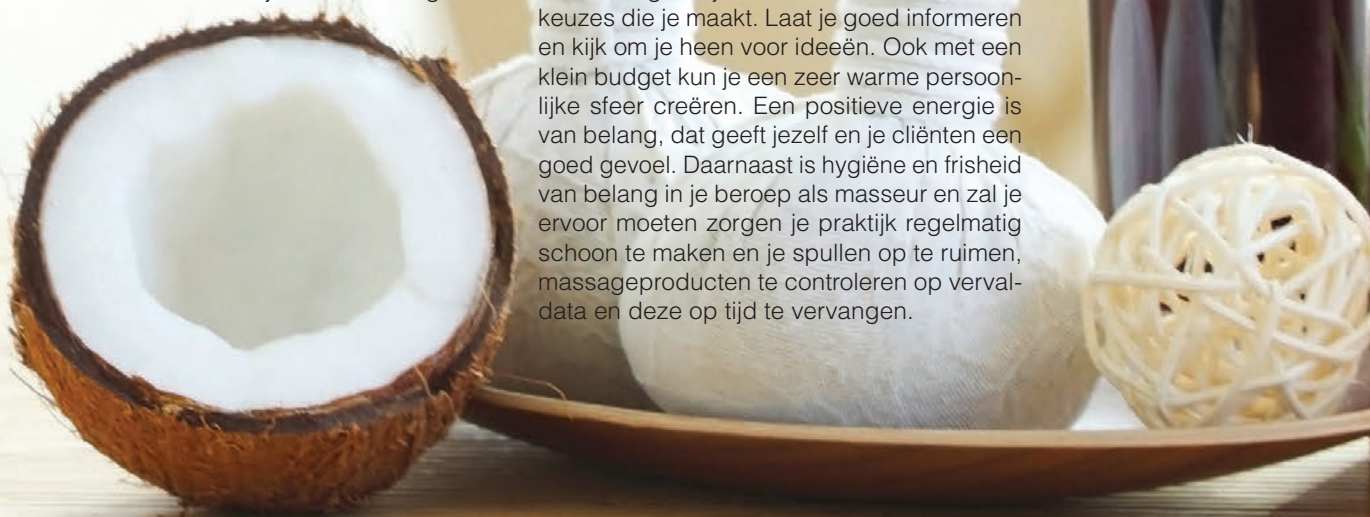 keuzes die je maakt. Laat je goed informeren
en kijk om je heen voor ideeën. Ook met een
klein budget kun je een zeer warme persoon-
lijke sfeer creëren. Een positieve energie is
van belang, dat geeft jezelf en je cliënten een
goed gevoel. Daarnaast is hygiëne en frisheid
van belang in je beroep als masseur en zal je
ervoor moeten zorgen je praktijk regelmatig
schoon te maken en je spullen op te ruimen,
massageproducten te controleren op verval-
data en deze op tijd te vervangen.